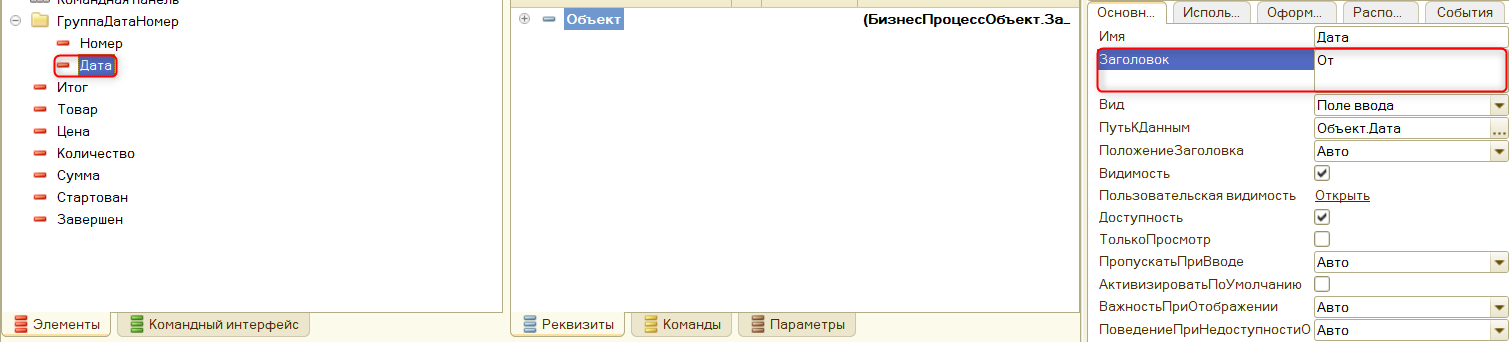 Командная панель
ГруппаДатаНомер
Номер
Дата
Итог
Товар
Цена
Количество
Сумма
Стартован
Завершен
Элементы
Командный интерфейс
Объект (БизнесПроцессОбъект.За...
Реквизиты
Команды
Параметры
Основн... Исполь... Оформ... Распо... События
Имя Дата
Заголовок От
Вид Поле ввода
ПутьКДанным Объект.Дата ...
ПоложениеЗаголовка Авто
Видимость
Пользовательская видимость Открыть
Доступность
ТолькоПросмотр
ПропускатьПриВводе Авто
АктивизироватьПоУмолчанию
ВажностьПриОтображении Авто
ПоведениеПриНедоступностиО Авто